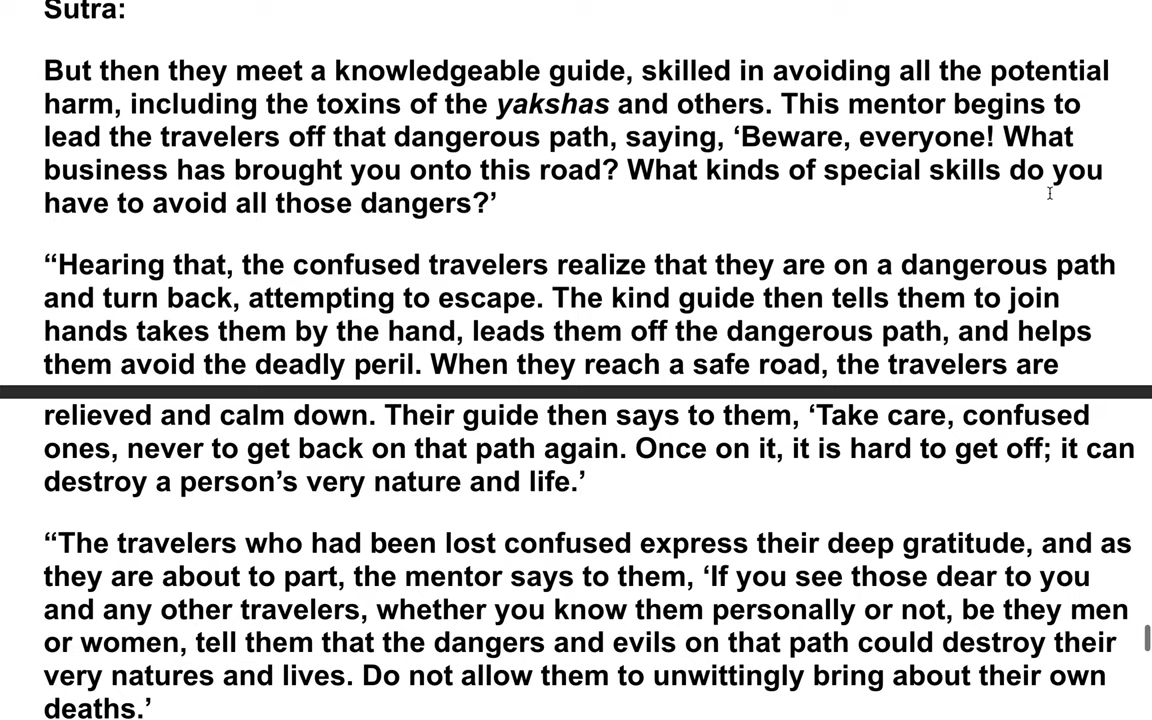 Sutra:
But then they meet a knowledgeable guide, skilled in avoiding all the potential
harm, including the toxins of the yakshas and others. This mentor begins to
lead the travelers off that dangerous path, saying, ‘Beware, everyone! What
business has brought you onto this road? What kinds of special skills do you
have to avoid all those dangers?’
“Hearing that, the confused travelers realize that they are on a dangerous path
and turn back, attempting to escape. The kind guide then tells them to join
hands takes them by the hand, leads them off the dangerous path, and helps
them avoid the deadly peril. When they reach a safe road, the travelers are
relieved and calm down. Their guide then says to them, ‘Take care, confused
ones, never to get back on that path again. Once on it, it is hard to get off; it can
destroy a person’s very nature and life.’
“The travelers who had been lost confused express their deep gratitude, and as
they are about to part, the mentor says to them, ‘If you see those dear to you
and any other travelers, whether you know them personally or not, be they men
or women, tell them that the dangers and evils on that path could destroy their
very natures and lives. Do not allow them to unwittingly bring about their own
deaths.’